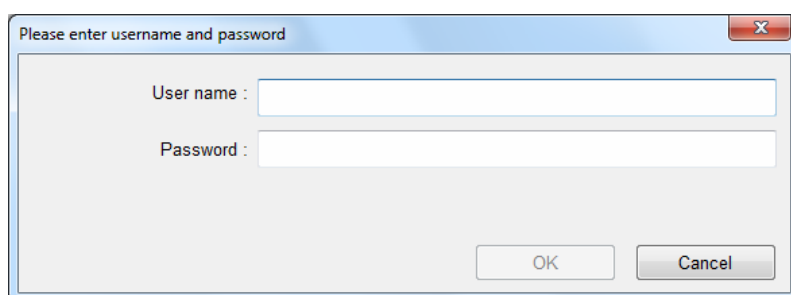 Please enter username and password
User name :
Password :
OK Cancel